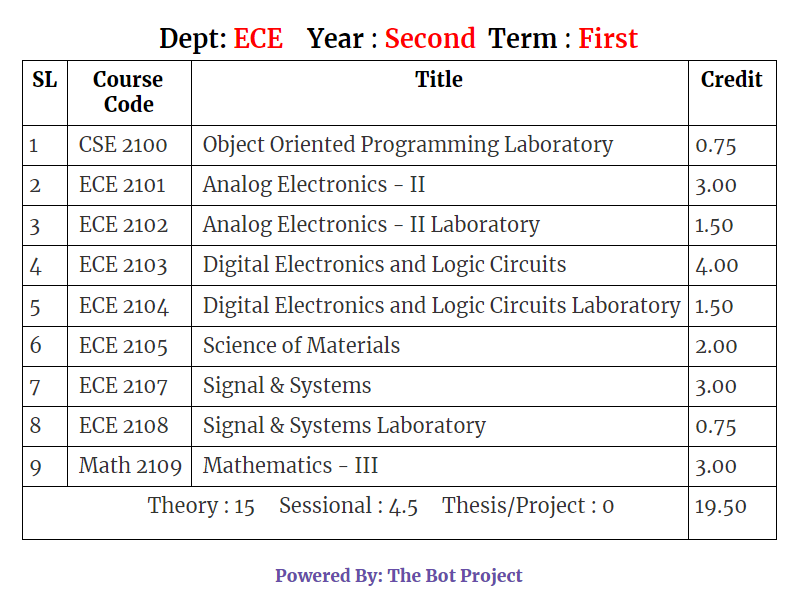 Dept: ECE Year : Second Term : First
SL Course Code Title Credit
1 CSE 2100 Object Oriented Programming Laboratory 0.75
2 ECE 2101 Analog Electronics - II 3.00
3 ECE 2102 Analog Electronics - II Laboratory 1.50
4 ECE 2103 Digital Electronics and Logic Circuits 4.00
5 ECE 2104 Digital Electronics and Logic Circuits Laboratory 1.50
6 ECE 2105 Science of Materials 2.00
7 ECE 2107 Signal & Systems 3.00
8 ECE 2108 Signal & Systems Laboratory 0.75
9 Math 2109 Mathematics - III 3.00
Theory : 15 Sessional : 4.5 Thesis/Project : 0 19.50
Powered By: The Bot Project